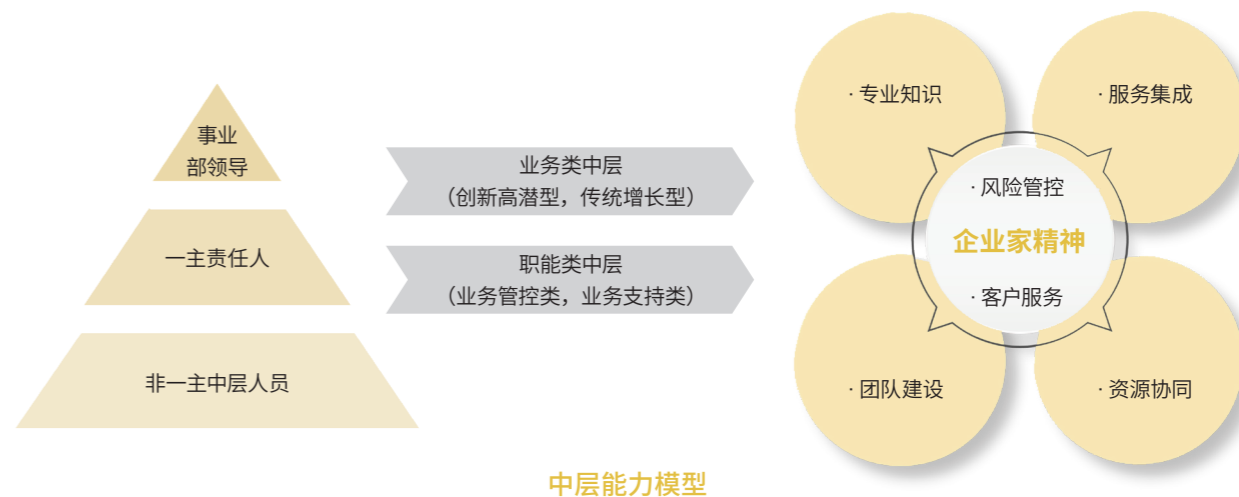 事业
部领导
一主责任人
非一主中层人员
业务类中层
（创新高潜型，传统增长型）
职能类中层
（业务管控类，业务支持类）
· 专业知识
· 服务集成
· 风险管控
企业家精神
· 客户服务
· 团队建设
· 资源协同
中层能力模型